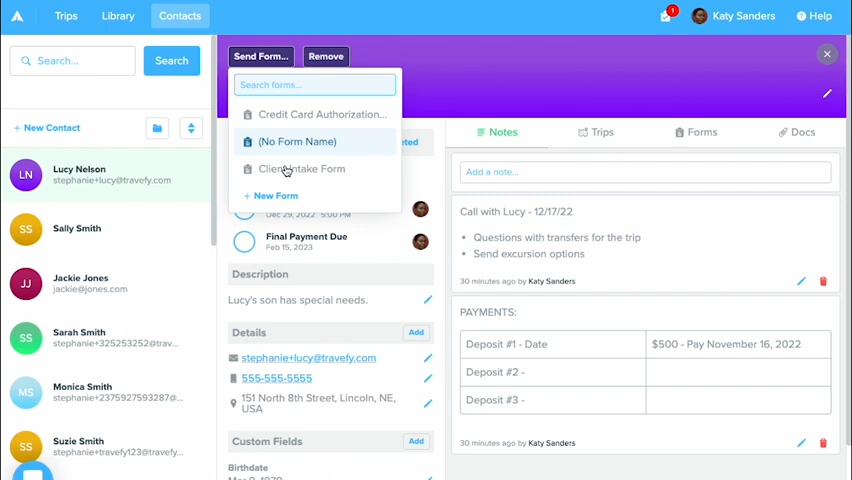 Trips
Library
Contacts
1
Katy Sanders
Help
Search...
Search
Send Form...
Remove
Search forms...
Credit Card Authorization...
(No Form Name)
Client Intake Form
+ New Form
+ New Contact
LN
Lucy Nelson
stephanie+lucy@travefy.com
SS
Sally Smith
JJ
Jackie Jones
jackie@jones.com
SS
Sarah Smith
stephanie+325253252@trav...
MS
Monica Smith
stephanie+2375927593287@...
SS
Suzie Smith
stephanie+travefy123@travefy...
Dec 29, 2022 5:00 PM
Final Payment Due
Feb 15, 2023
Description
Lucy's son has special needs.
Details
Add
stephanie+lucy@travefy.com
555-555-5555
151 North 8th Street, Lincoln, NE,
USA
Custom Fields
Add
Birthdate
Notes
Trips
Forms
Docs
Add a note...
Call with Lucy - 12/17/22
Questions with transfers for the trip
Send excursion options
30 minutes ago by Katy Sanders
PAYMENTS:
Deposit #1 - Date
$500 - Pay November 16, 2022
Deposit #2 -
Deposit #3 -
30 minutes ago by Katy Sanders